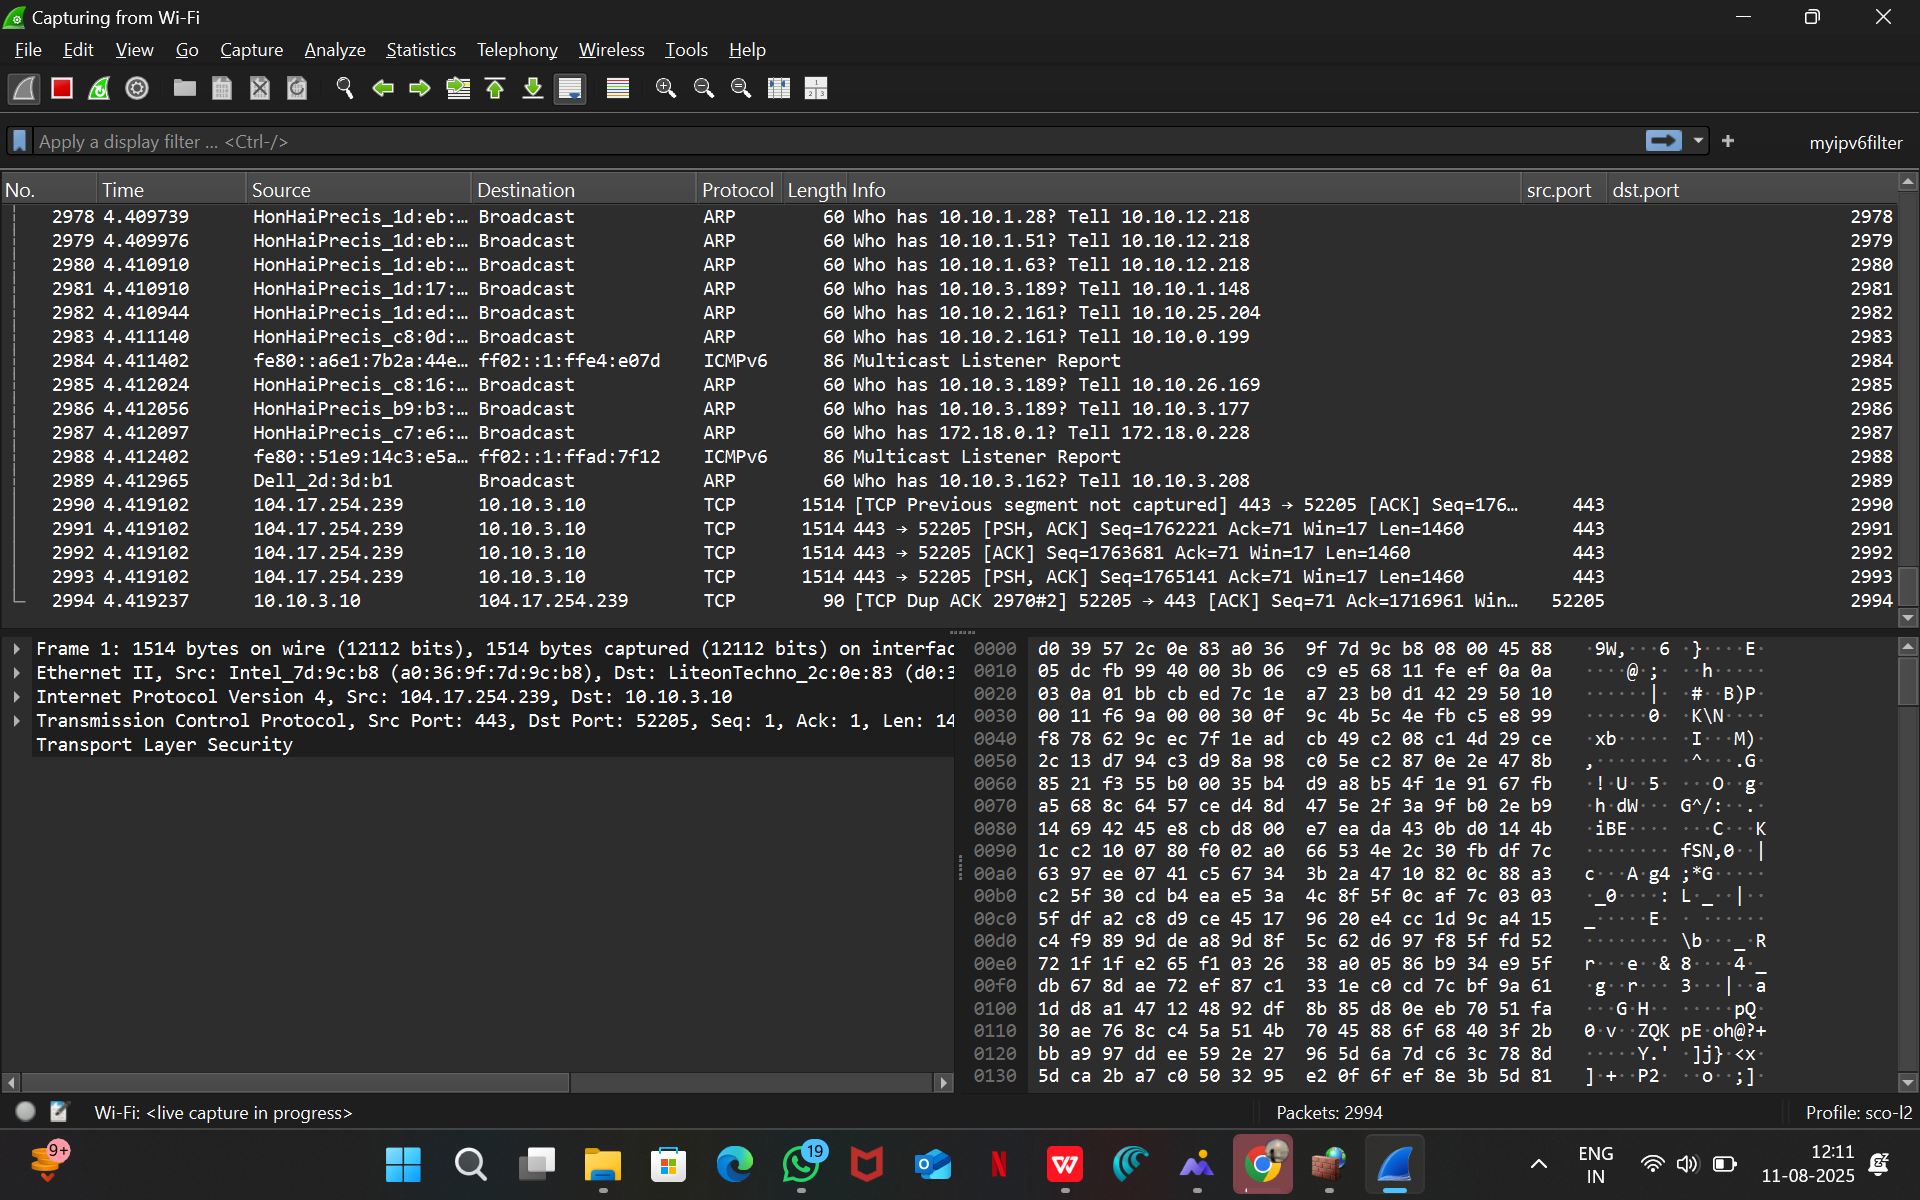 Capturing from Wi-Fi
File Edit View Go Capture Analyze Statistics Telephony Wireless Tools Help
Apply a display filter ... <Ctrl-/>
myipv6filter
No. Time Source Destination Protocol Length Info src.port dst.port
2978 4.409739 HonHaiPrecis_1d:eb:… Broadcast ARP 60 Who has 10.10.1.28? Tell 10.10.12.218 2978
2979 4.409976 HonHaiPrecis_1d:eb:… Broadcast ARP 60 Who has 10.10.1.51? Tell 10.10.12.218 2979
2980 4.410910 HonHaiPrecis_1d:eb:… Broadcast ARP 60 Who has 10.10.1.63? Tell 10.10.12.218 2980
2981 4.410910 HonHaiPrecis_1d:17:… Broadcast ARP 60 Who has 10.10.3.189? Tell 10.10.1.148 2981
2982 4.410944 HonHaiPrecis_1d:ed:… Broadcast ARP 60 Who has 10.10.2.161? Tell 10.10.25.204 2982
2983 4.411140 HonHaiPrecis_c8:0d:… Broadcast ARP 60 Who has 10.10.2.161? Tell 10.10.0.199 2983
2984 4.411402 fe80::a6e1:7b2a:44e… ff02::1:ffe4:e07d ICMPv6 86 Multicast Listener Report 2984
2985 4.412024 HonHaiPrecis_c8:16:… Broadcast ARP 60 Who has 10.10.3.189? Tell 10.10.26.169 2985
2986 4.412056 HonHaiPrecis_b9:b3:… Broadcast ARP 60 Who has 10.10.3.189? Tell 10.10.3.177 2986
2987 4.412097 HonHaiPrecis_c7:e6:… Broadcast ARP 60 Who has 172.18.0.1? Tell 172.18.0.228 2987
2988 4.412402 fe80::51e9:14c3:e5a… ff02::1:ffad:7f12 ICMPv6 86 Multicast Listener Report 2988
2989 4.412965 Dell_2d:3d:b1 Broadcast ARP 60 Who has 10.10.3.162? Tell 10.10.3.208 2989
2990 4.419102 104.17.254.239 10.10.3.10 TCP 1514 [TCP Previous segment not captured] 443 → 52205 [ACK] Seq=176… 443 2990
2991 4.419102 104.17.254.239 10.10.3.10 TCP 1514 443 → 52205 [PSH, ACK] Seq=1762221 Ack=71 Win=17 Len=1460 443 2991
2992 4.419102 104.17.254.239 10.10.3.10 TCP 1514 443 → 52205 [ACK] Seq=1763681 Ack=71 Win=17 Len=1460 443 2992
2993 4.419102 104.17.254.239 10.10.3.10 TCP 1514 443 → 52205 [PSH, ACK] Seq=1765141 Ack=71 Win=17 Len=1460 443 2993
2994 4.419237 10.10.3.10 104.17.254.239 TCP 90 [TCP Dup ACK 2970#2] 52205 → 443 [ACK] Seq=71 Ack=1716961 Win… 52205 2994
Frame 1: 1514 bytes on wire (12112 bits), 1514 bytes captured (12112 bits) on interfac
Ethernet II, Src: Intel_7d:9c:b8 (a0:36:9f:7d:9c:b8), Dst: LiteonTechno_2c:0e:83 (d0:3
Internet Protocol Version 4, Src: 104.17.254.239, Dst: 10.10.3.10
Transmission Control Protocol, Src Port: 443, Dst Port: 52205, Seq: 1, Ack: 1, Len: 14
Transport Layer Security
0000 d0 39 57 2c 0e 83 a0 36 9f 7d 9c b8 08 00 45 88 ·9W,···6 ·}····E·
0010 05 dc fb 99 40 00 3b 06 c9 e5 68 11 fe ef 0a 0a ····@·;· ··h·····
0020 03 0a 01 bb cb ed 7c 1e a7 23 b0 d1 42 29 50 10 ······|· ·#··B)P·
0030 00 11 f6 9a 00 00 30 0f 9c 4b 5c 4e fb c5 e8 99 ······0· ·K\N····
0040 f8 78 62 9c ec 7f 1e ad cb 49 c2 08 c1 4d 29 ce ·xb····· ·I···M)·
0050 2c 13 d7 94 c3 d9 8a 98 c0 5e c2 87 0e 2e 47 8b ,······· ·^···.G·
0060 85 21 f3 55 b0 00 35 b4 d9 a8 b5 4f 1e 91 67 fb ·!·U··5· ···O··g·
0070 a5 68 8c 64 57 ce d4 8d 47 5e 2f 3a 9f b0 2e b9 ·h·dW··· G^/:··.·
0080 14 69 42 45 e8 cb d8 00 e7 ea da 43 0b d0 14 4b ·iBE···· ···C···K
0090 1c c2 10 07 80 f0 02 a0 66 53 4e 2c 30 fb df 7c ········ fSN,0··|
00a0 63 97 ee 07 41 c5 67 34 3b 2a 47 10 82 0c 88 a3 c···A·g4 ;*G·····
00b0 c2 5f 30 cd b4 ea e5 3a 4c 8f 5f 0c af 7c 03 03 ·_0····: L·_··|··
00c0 5f df a2 c8 d9 ce 45 17 96 20 e4 cc 1d 9c a4 15 _·····E· · ······
00d0 c4 f9 89 9d de a8 9d 8f 5c 62 d6 97 f8 5f fd 52 ········ \b···_·R
00e0 72 1f 1f e2 65 f1 03 26 38 a0 05 86 b9 34 e9 5f r···e··& 8····4·_
00f0 db 67 8d ae 72 ef 87 c1 33 1e c0 cd 7c bf 9a 61 ·g··r··· 3···|··a
0100 1d d8 a1 47 12 48 92 df 8b 85 d8 0e eb 70 51 fa ···G·H·· ·····pQ·
0110 30 ae 76 8c c4 5a 51 4b 70 45 88 6f 68 40 3f 2b 0·v··ZQK pE·oh@?+
0120 bb a9 97 dd ee 59 2e 27 96 5d 6a 7d c6 3c 78 8d ·····Y.' ·]j}·<x·
0130 5d ca 2b a7 c0 50 32 95 e2 0f 6f ef 8e 3b 5d 81 ]·+··P2· ··o··;]·
Wi-Fi: <live capture in progress>
Packets: 2994
Profile: sco-l2
9+
19
ENG
IN
12:11
11-08-2025